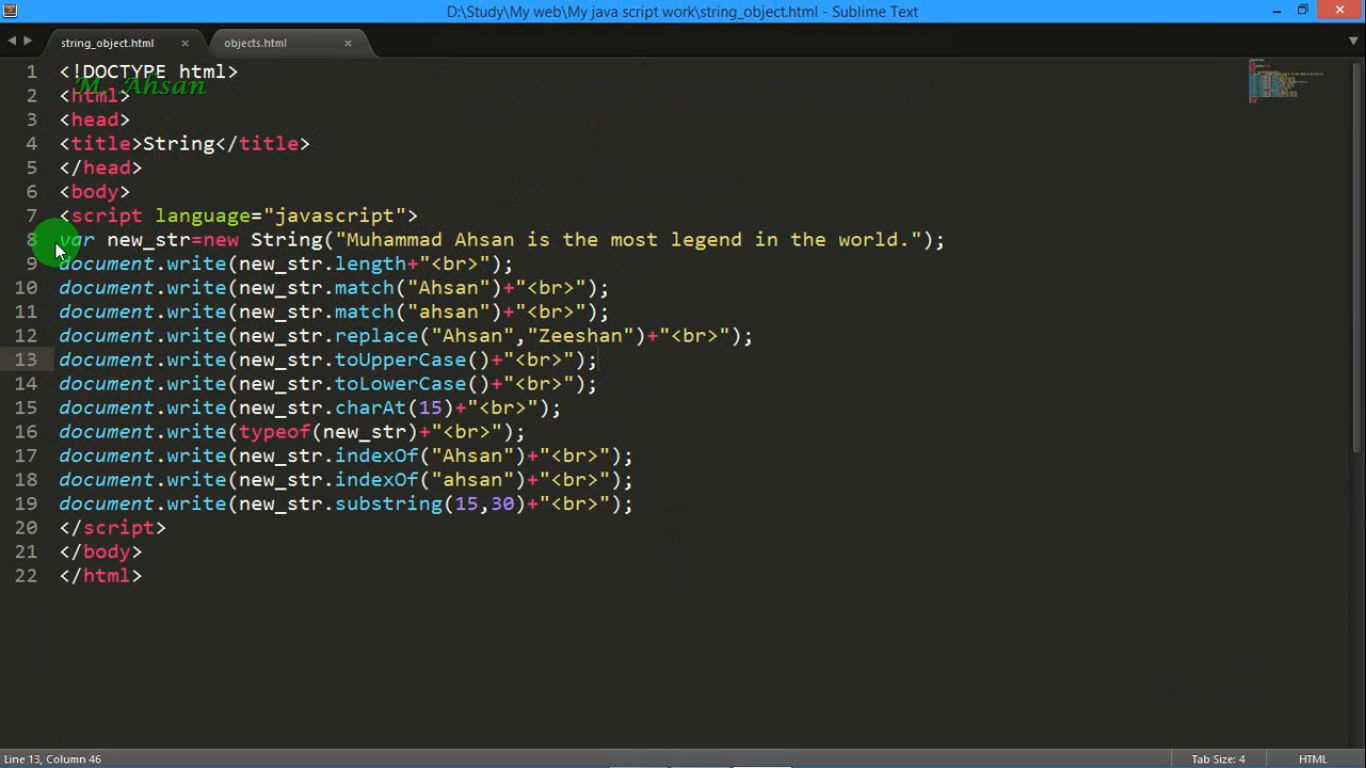 D:\Study\My web\My java script work\string_object.html - Sublime Text
string_object.html × objects.html ×
M. Ahsan
1 <!DOCTYPE html>
2 <html>
3 <head>
4 <title>String</title>
5 </head>
6 <body>
7 <script language="javascript">
8 var new_str=new String("Muhammad Ahsan is the most legend in the world.");
9 document.write(new_str.length+"<br>");
10 document.write(new_str.match("Ahsan")+"<br>");
11 document.write(new_str.match("ahsan")+"<br>");
12 document.write(new_str.replace("Ahsan","Zeeshan")+"<br>");
13 document.write(new_str.toUpperCase()+"<br>");
14 document.write(new_str.toLowerCase()+"<br>");
15 document.write(new_str.charAt(15)+"<br>");
16 document.write(typeof(new_str)+"<br>");
17 document.write(new_str.indexOf("Ahsan")+"<br>");
18 document.write(new_str.indexOf("ahsan")+"<br>");
19 document.write(new_str.substring(15,30)+"<br>");
20 </script>
21 </body>
22 </html>
Line 13, Column 46 Tab Size: 4 HTML